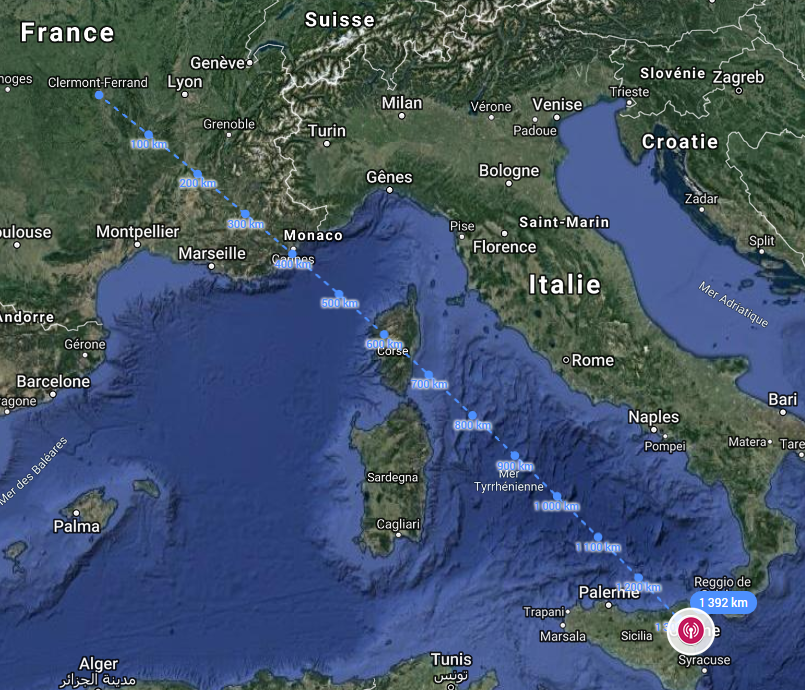 Suisse
France
Genève
Slovénie
Zagreb
Clermont-Ferrand
Lyon
Trieste
Milan
Vérone
Venise
Grenoble
Turin
Padoue
100 km
Croatie
Bologne
Gênes
200 km
Zadar
300 km
Saint-Marin
Pise
Montpellier
Monaco
Florence
Split
Marseille
Cannes
400 km
Italie
500 km
Mer Adriatique
Gérone
600 km
Corse
Rome
Barcelone
700 km
Bari
Naples
800 km
Pompei
Matera
Mer des Baléares
900 km
Mer
Tyrrhénienne
Sardegna
1 000 km
Palma
Cagliari
1 100 km
Reggio de
1 200 km
Palerme
1 392 km
Trapani
Marsala
Sicilia
Syracuse
Alger
مدينة الجزائر
Tunis
تونس